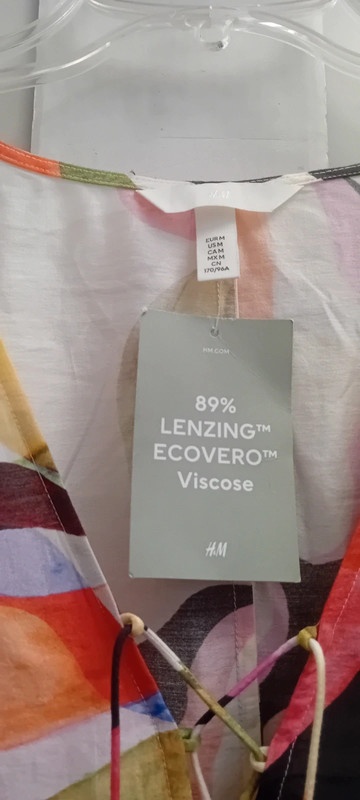 EUR M
US M
CA M
MX M
CN
170/96A
HM.COM
89%
LENZING™
ECOVERO™
Viscose
H&M